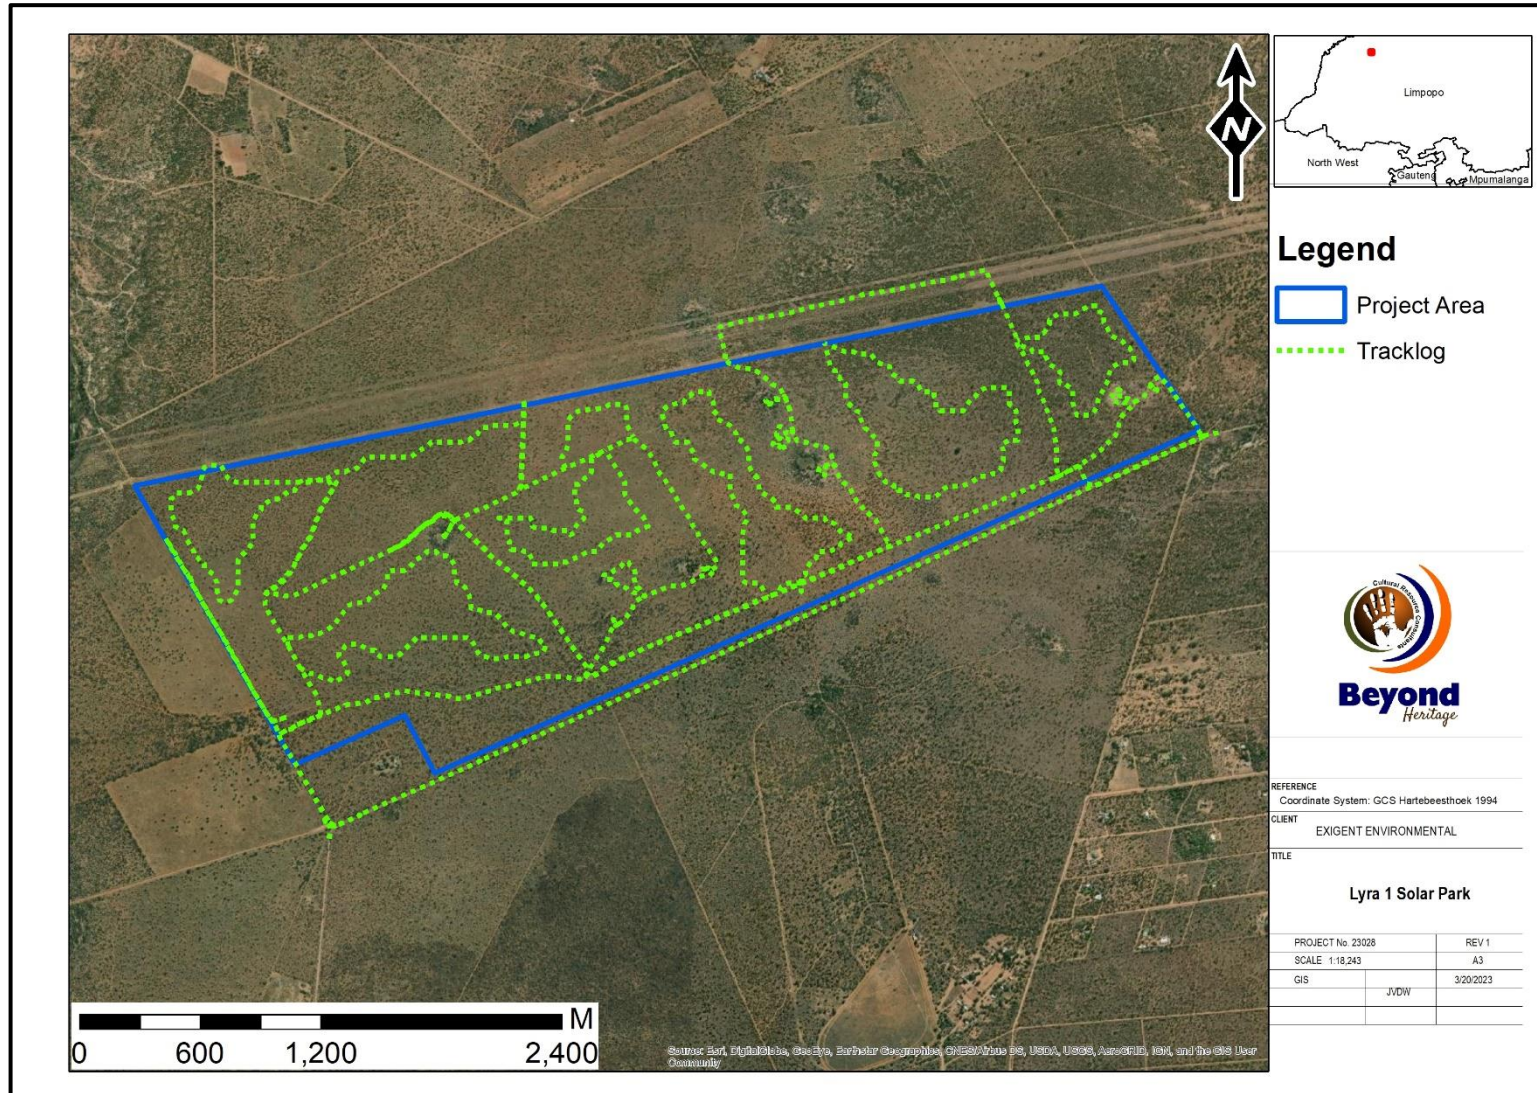 N
Limpopo
North West
Gauteng
Mpumalanga
Legend
Project Area
Tracklog
Cultural Resource Consultants
Beyond
Heritage
REFERENCE
Coordinate System: GCS Hartebeesthoek 1994
CLIENT
EXIGENT ENVIRONMENTAL
TITLE
Lyra 1 Solar Park
PROJECT No. 23028 REV 1
SCALE 1:18,243 A3
GIS 3/20/2023
JVDW
M
0 600 1,200 2,400
Source: Esri, DigitalGlobe, GeoEye, Earthstar Geographics, CNES/Airbus DS, USDA, USGS, AeroGRID, IGN, and the GIS User
Community